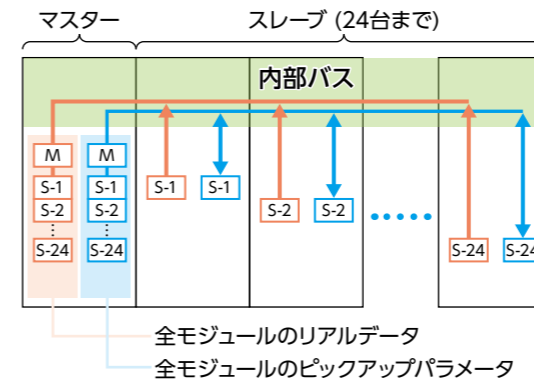 マスター
スレーブ (24台まで)
内部バス
M
M
S-1
S-1
S-1
S-1
S-2
S-2
S-2
S-2
⋮
⋮
S-24
S-24
S-24
S-24
全モジュールのリアルデータ
全モジュールのピックアップパラメータ